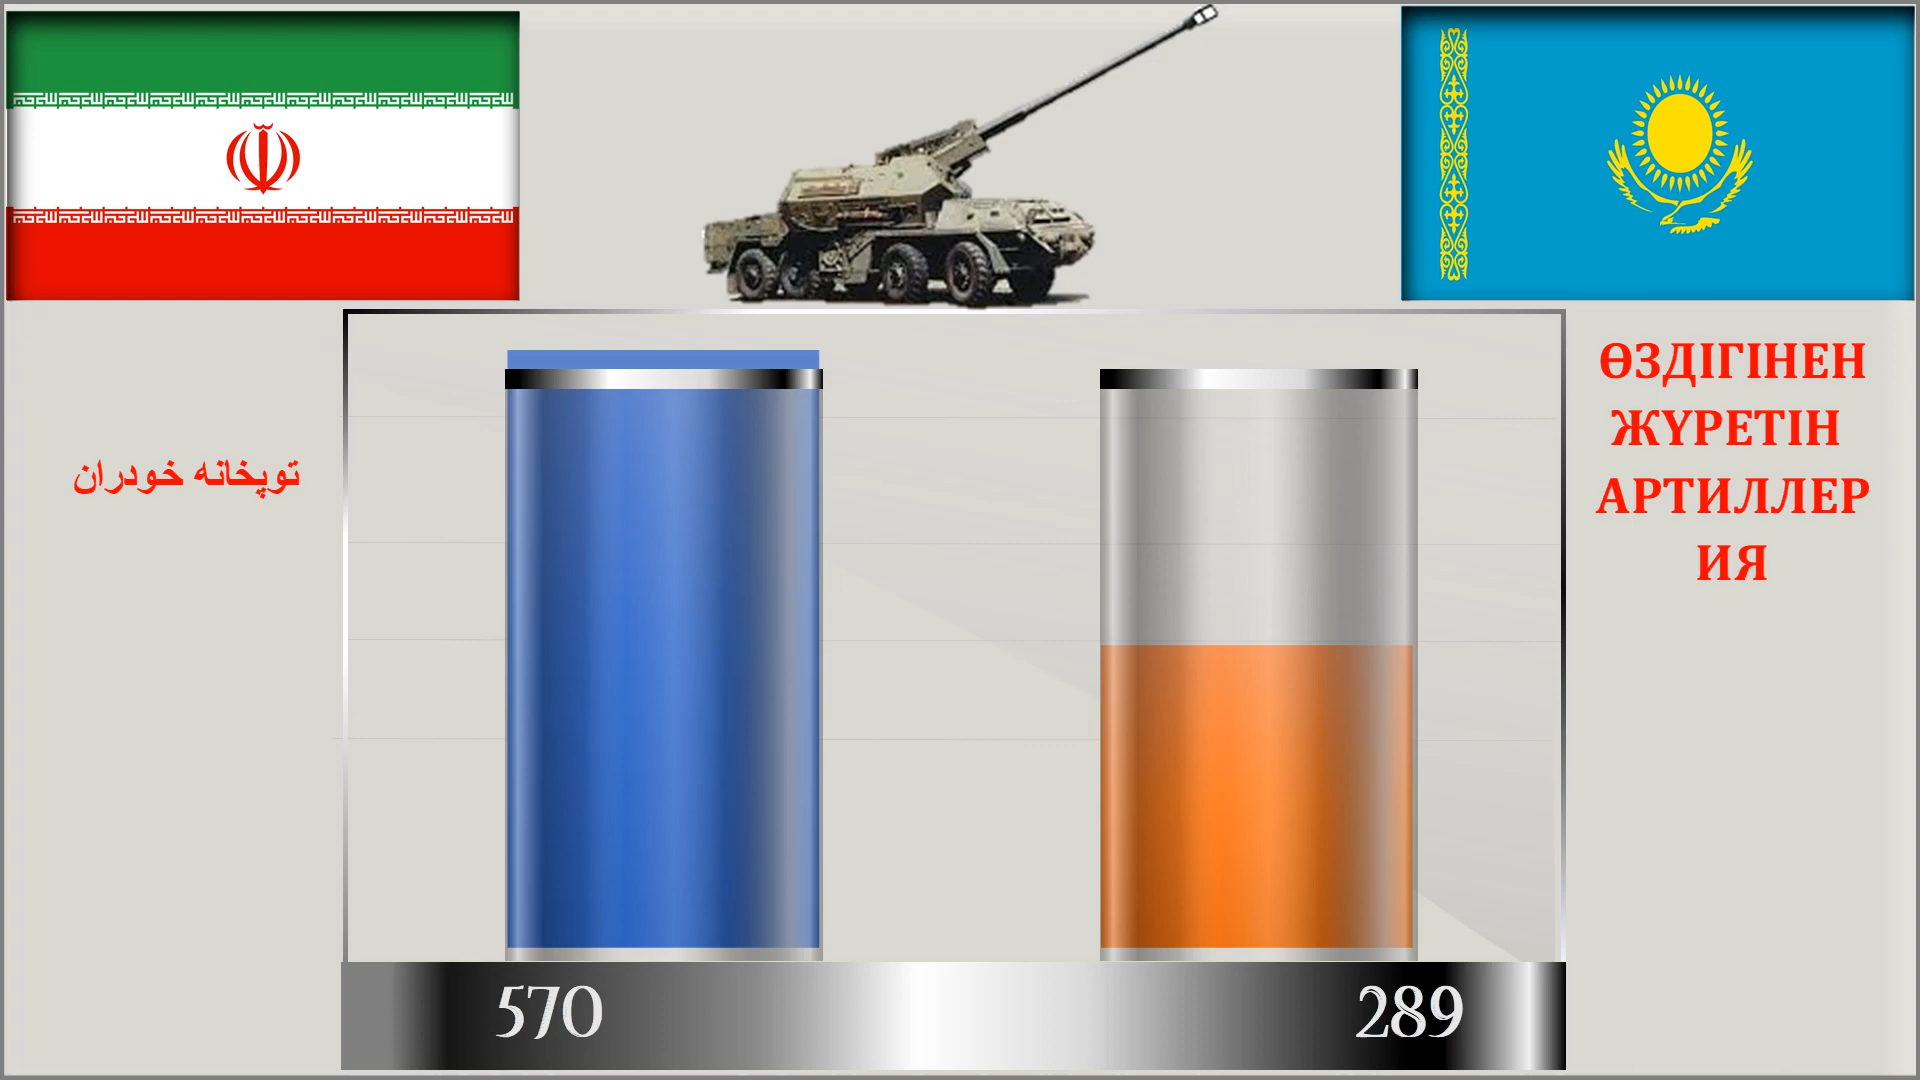 توپخانه خودران
ӨЗДІГІНЕН
ЖҮРЕТІН
АРТИЛЛЕР
ИЯ
570
289